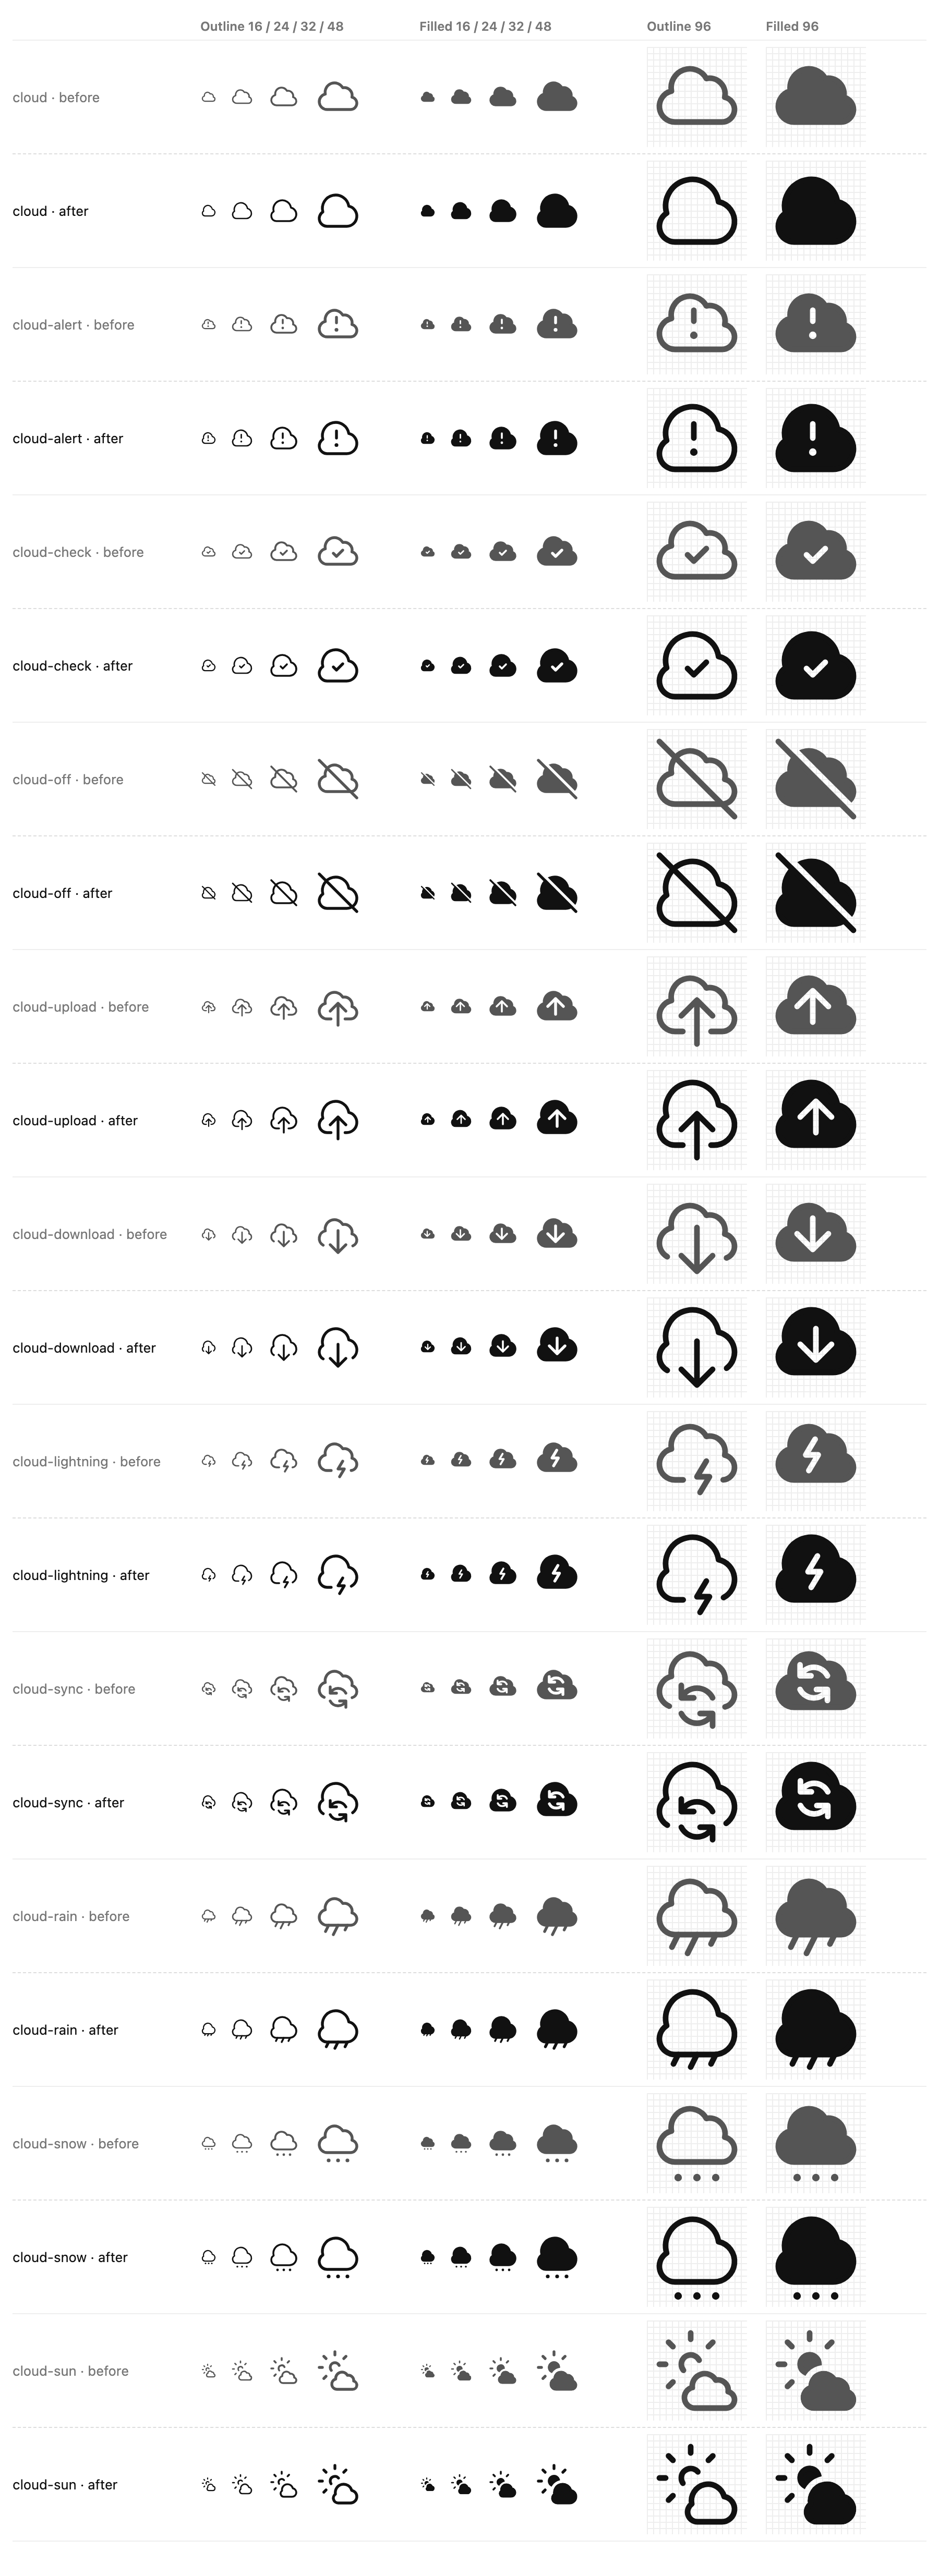 Outline 16 / 24 / 32 / 48 Filled 16 / 24 / 32 / 48 Outline 96 Filled 96
cloud · before
cloud · after
cloud-alert · before
cloud-alert · after
cloud-check · before
cloud-check · after
cloud-off · before
cloud-off · after
cloud-upload · before
cloud-upload · after
cloud-download · before
cloud-download · after
cloud-lightning · before
cloud-lightning · after
cloud-sync · before
cloud-sync · after
cloud-rain · before
cloud-rain · after
cloud-snow · before
cloud-snow · after
cloud-sun · before
cloud-sun · after